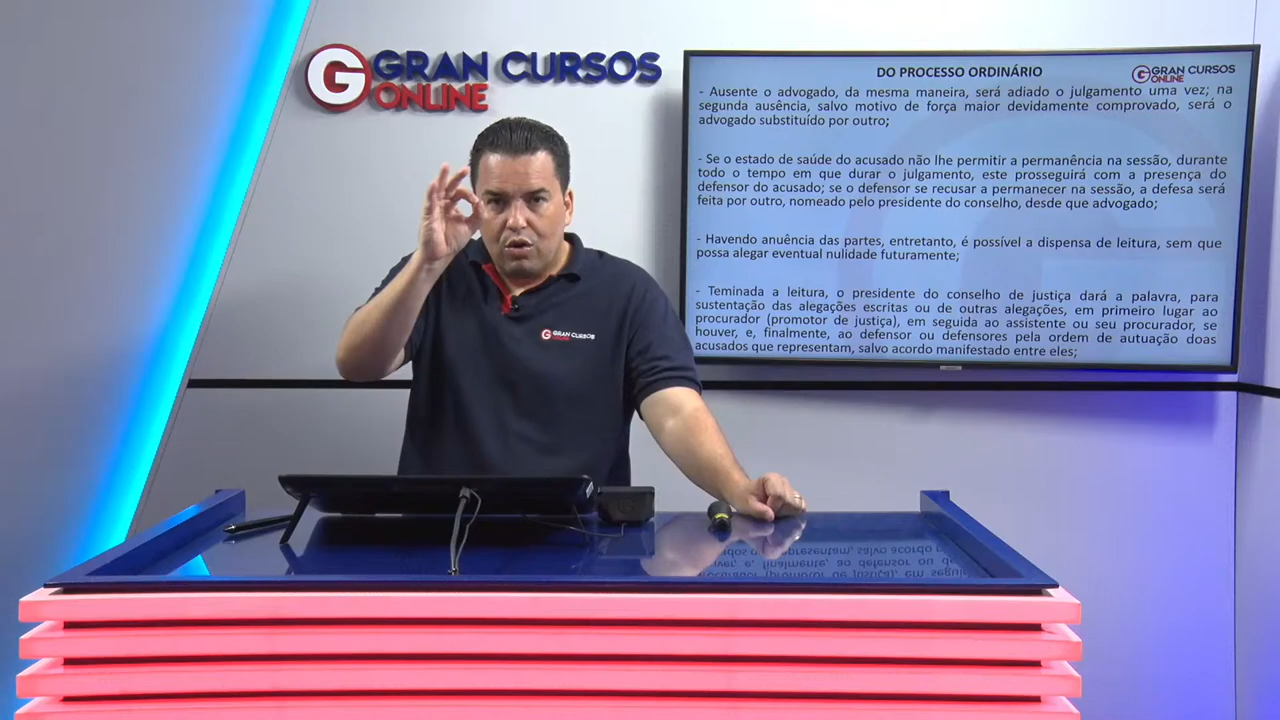 GRAN CURSOS
ONLINE
DO PROCESSO ORDINÁRIO
GRAN CURSOS
ONLINE
- Ausente o advogado, da mesma maneira, será adiado o julgamento uma vez; na
segunda ausência, salvo motivo de força maior devidamente comprovado, será o
advogado substituído por outro;
- Se o estado de saúde do acusado não lhe permitir a permanência na sessão, durante
todo o tempo em que durar o julgamento, este prosseguirá com a presença do
defensor do acusado; se o defensor se recusar a permanecer na sessão, a defesa será
feita por outro, nomeado pelo presidente do conselho, desde que advogado;
- Havendo anuência das partes, entretanto, é possível a dispensa de leitura, sem que
possa alegar eventual nulidade futuramente;
- Teminada a leitura, o presidente do conselho de justiça dará a palavra, para
sustentação das alegações escritas ou de outras alegações, em primeiro lugar ao
procurador (promotor de justiça), em seguida ao assistente ou seu procurador, se
houver, e, finalmente, ao defensor ou defensores pela ordem de autuação doas
acusados que representam, salvo acordo manifestado entre eles;
GRAN CURSOS
ONLINE